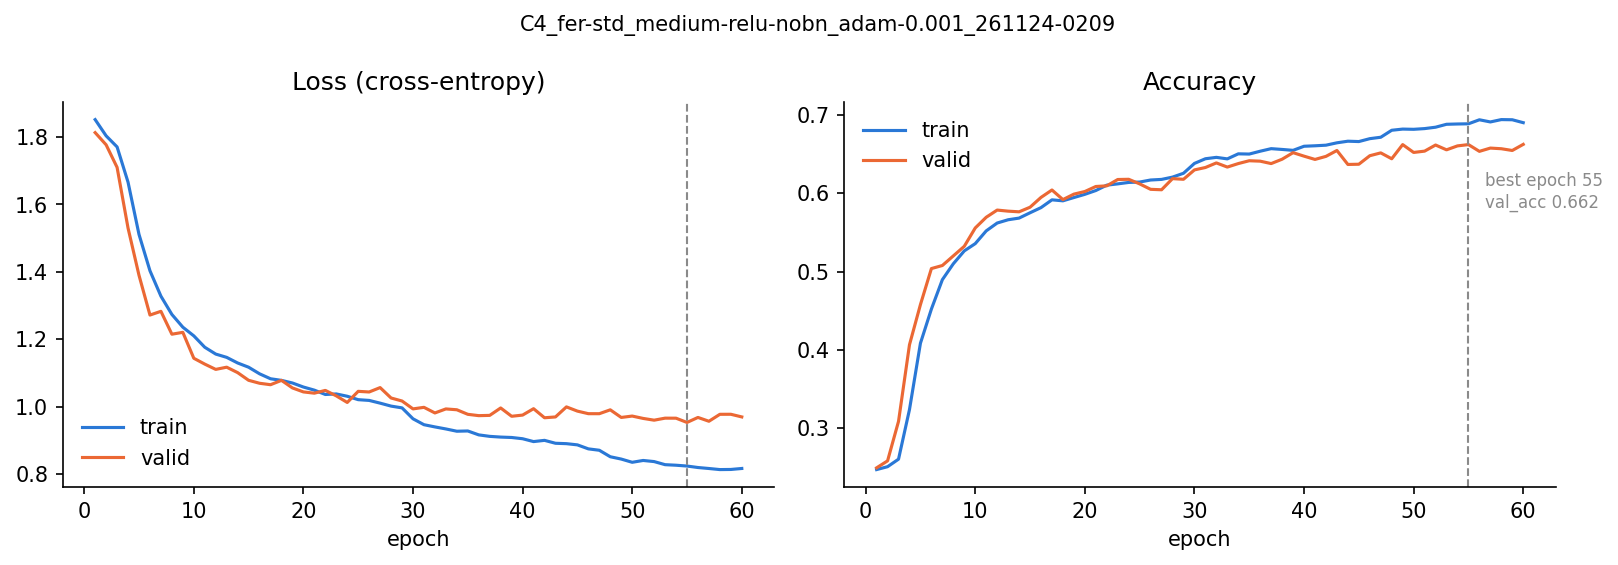 C4_fer-std_medium-relu-nobn_adam-0.001_261124-0209
Loss (cross-entropy)
1.8
1.6
1.4
1.2
1.0
0.8
train
valid
0 10 20 30 40 50 60
epoch
Accuracy
0.7
0.6
0.5
0.4
0.3
train
valid
best epoch 55
val_acc 0.662
0 10 20 30 40 50 60
epoch